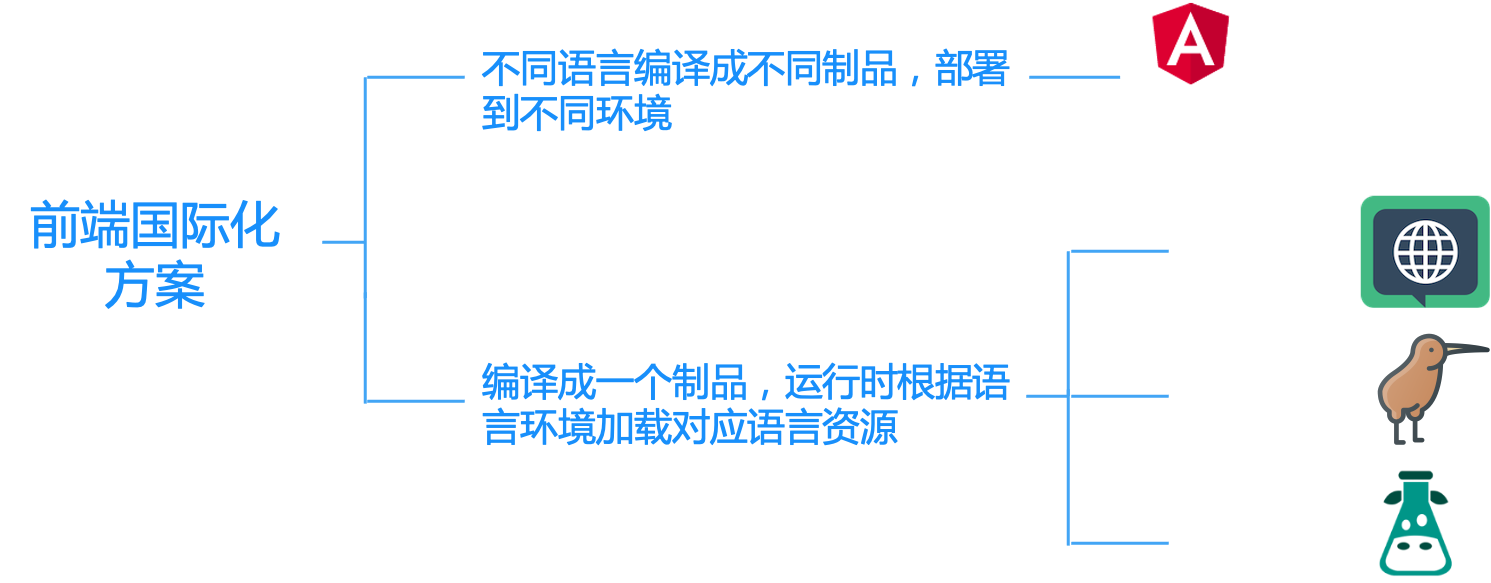 不同语言编译成不同制品，部署
到不同环境
前端国际化
方案
编译成一个制品，运行时根据语
言环境加载对应语言资源
A